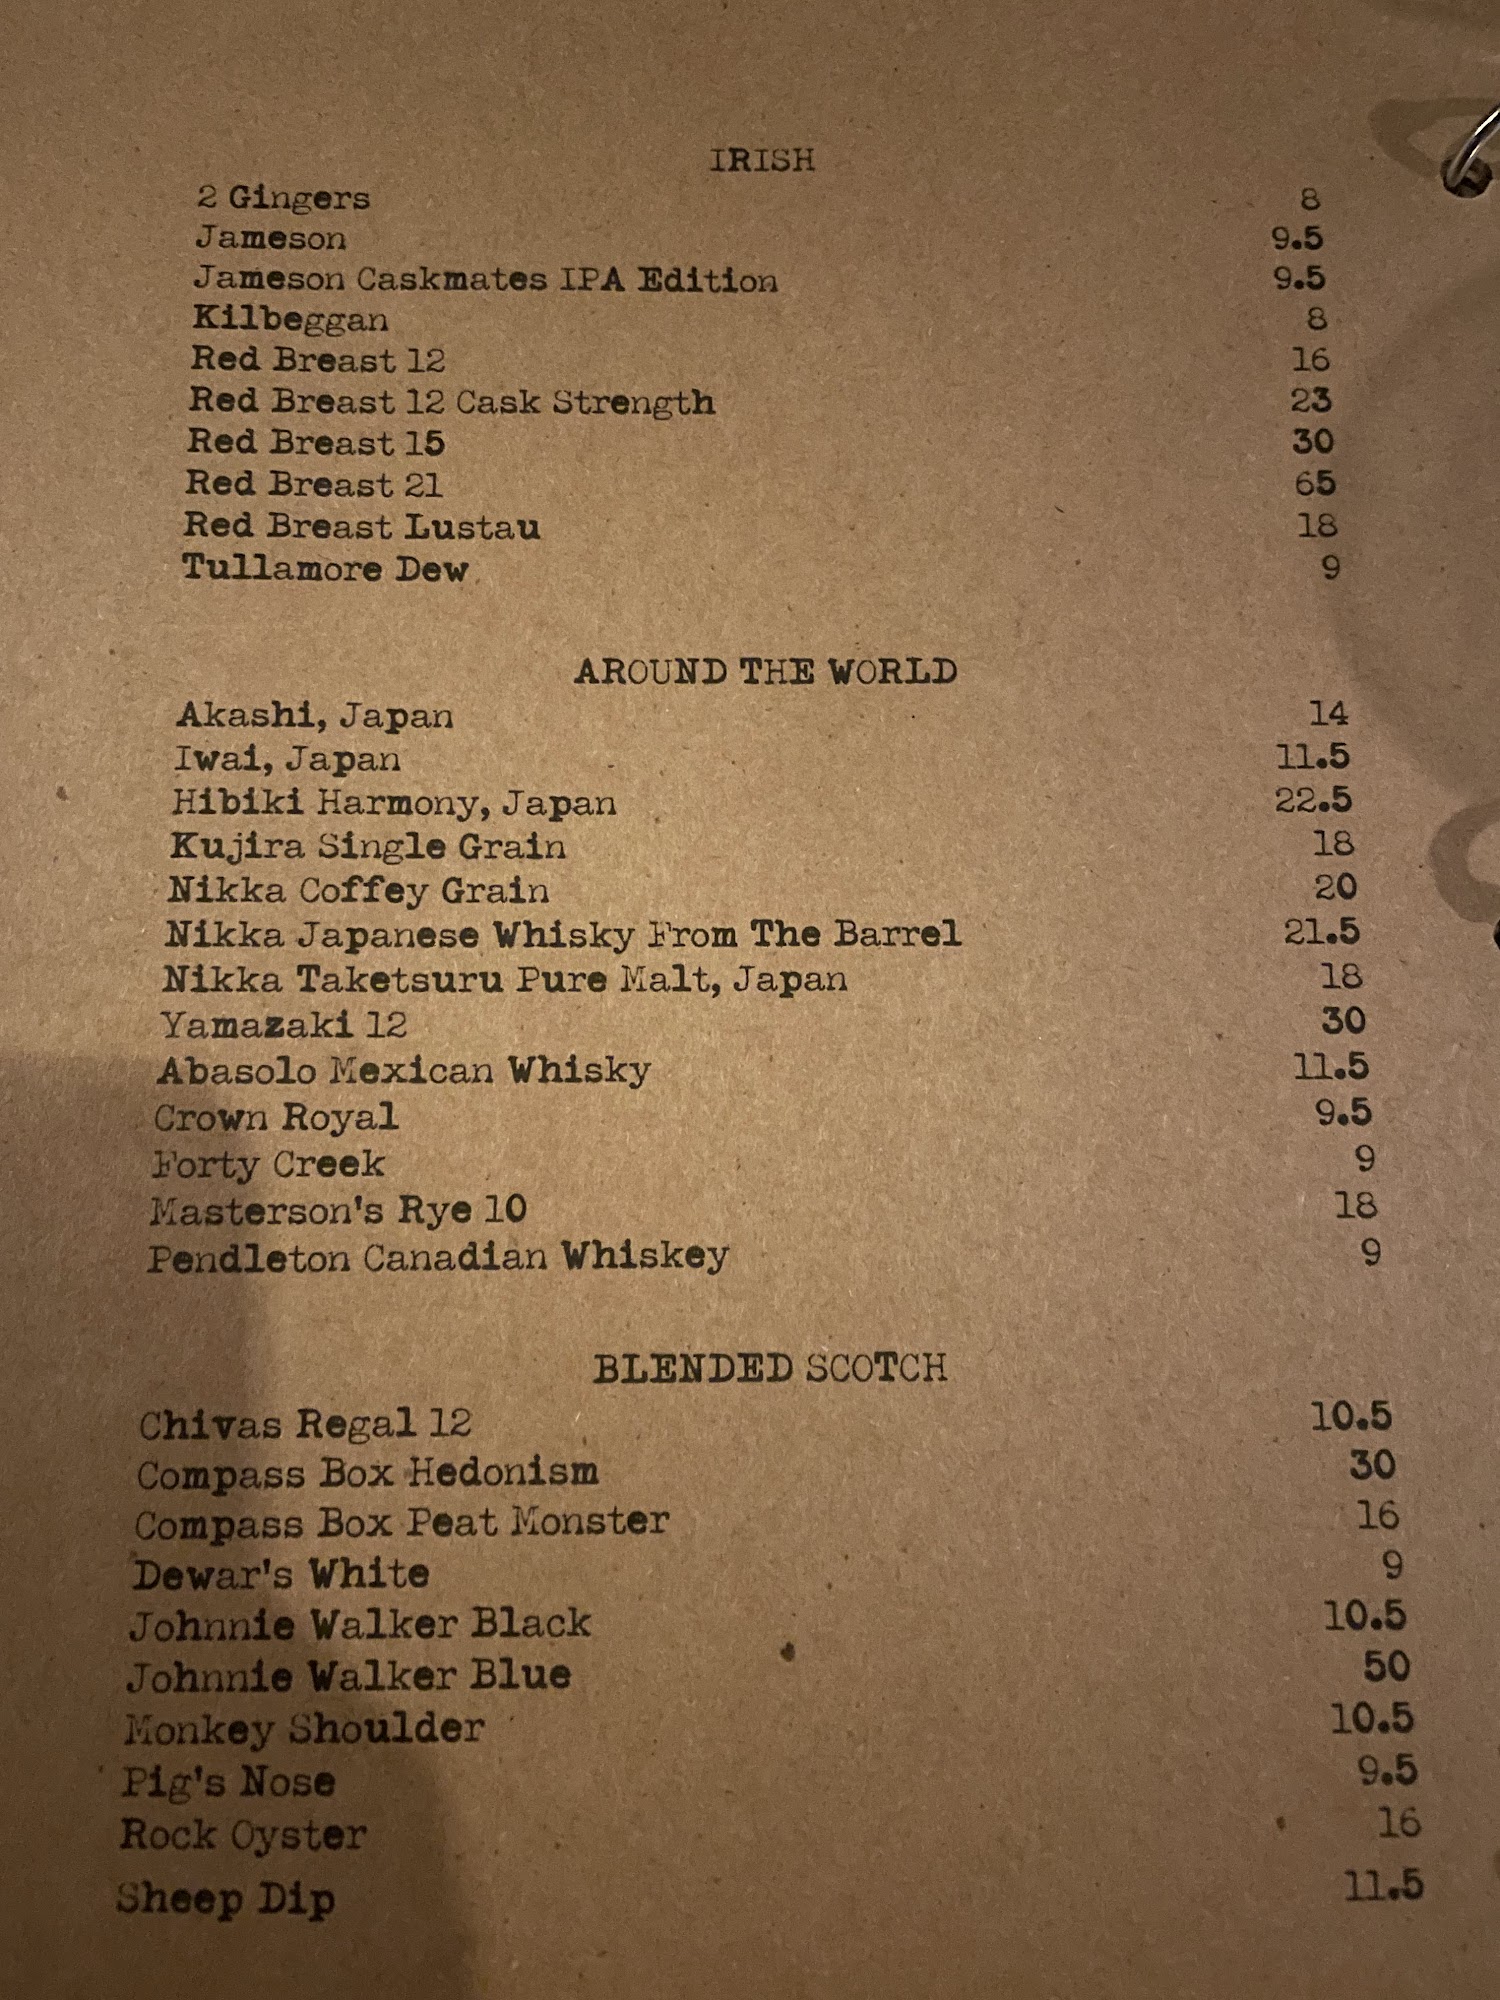 IRISH
2 Gingers 8
Jameson 9.5
Jameson Caskmates IPA Edition 9.5
Kilbeggan 8
Red Breast 12 16
Red Breast 12 Cask Strength 23
Red Breast 15 30
Red Breast 21 65
Red Breast Lustau 18
Tullamore Dew 9
AROUND THE WORLD
Akashi, Japan 14
Iwai, Japan 11.5
Hibiki Harmony, Japan 22.5
Kujira Single Grain 18
Nikka Coffey Grain 20
Nikka Japanese Whisky From The Barrel 21.5
Nikka Taketsuru Pure Malt, Japan 18
Yamazaki 12 30
Abasolo Mexican Whisky 11.5
Crown Royal 9.5
Forty Creek 9
Masterson's Rye 10 18
Pendleton Canadian Whiskey 9
BLENDED SCOTCH
Chivas Regal 12 10.5
Compass Box Hedonism 30
Compass Box Peat Monster 16
Dewar's White 9
Johnnie Walker Black 10.5
Johnnie Walker Blue 50
Monkey Shoulder 10.5
Pig's Nose 9.5
Rock Oyster 16
Sheep Dip 11.5